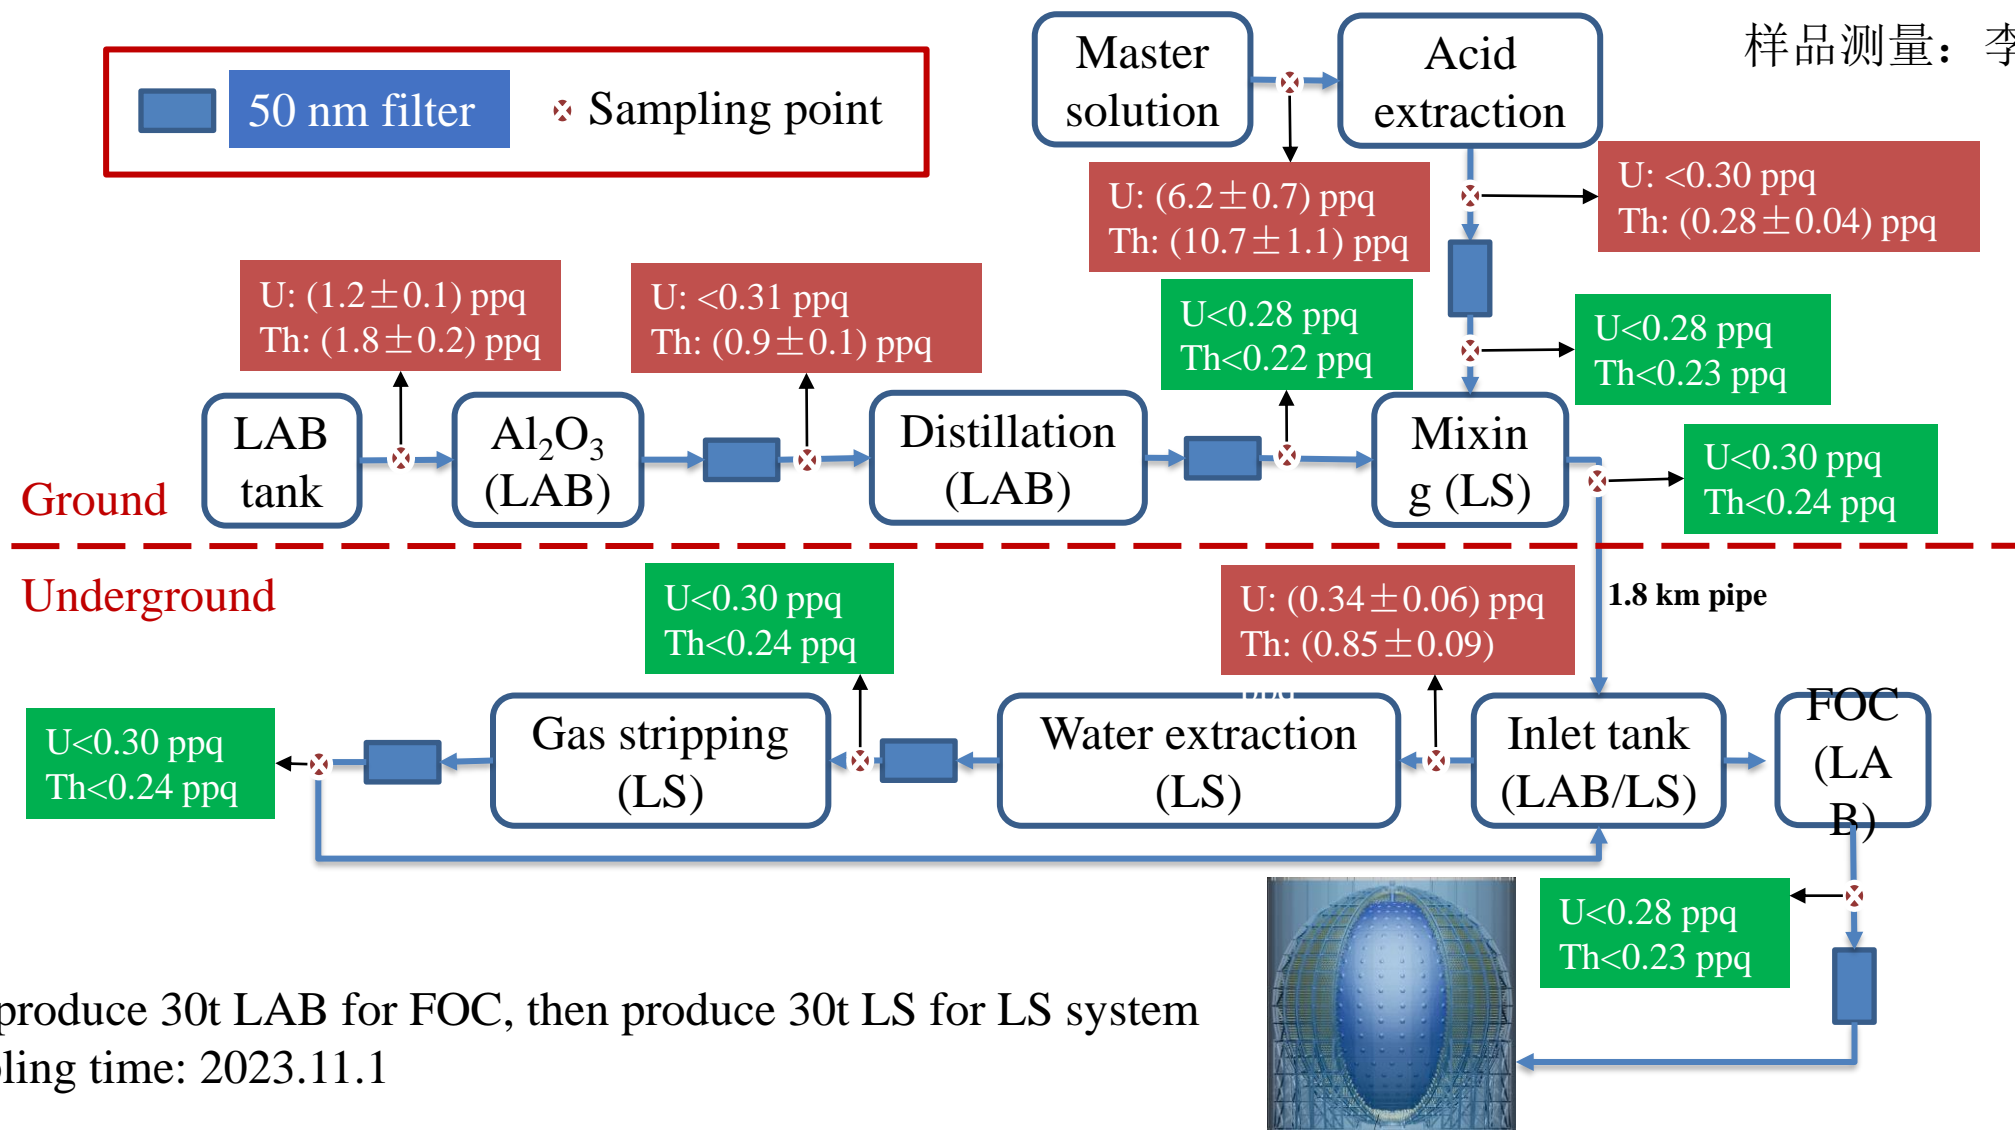 样品测量：李
Master
solution
Acid
extraction
50 nm filter
Sampling point
U: <0.30 ppq
Th: (0.28±0.04) ppq
U: (6.2±0.7) ppq
Th: (10.7±1.1) ppq
U: (1.2±0.1) ppq
Th: (1.8±0.2) ppq
U: <0.31 ppq
Th: (0.9±0.1) ppq
U<0.28 ppq
Th<0.22 ppq
U<0.28 ppq
Th<0.23 ppq
LAB
tank
Al₂O₃
(LAB)
Distillation
(LAB)
Mixin
g (LS)
U<0.30 ppq
Th<0.24 ppq
Ground
Underground
U<0.30 ppq
Th<0.24 ppq
U: (0.34±0.06) ppq
Th: (0.85±0.09)
ppq
1.8 km pipe
U<0.30 ppq
Th<0.24 ppq
Gas stripping
(LS)
Water extraction
(LS)
Inlet tank
(LAB/LS)
FOC
(LA
B)
U<0.28 ppq
Th<0.23 ppq
produce 30t LAB for FOC, then produce 30t LS for LS system
pling time: 2023.11.1